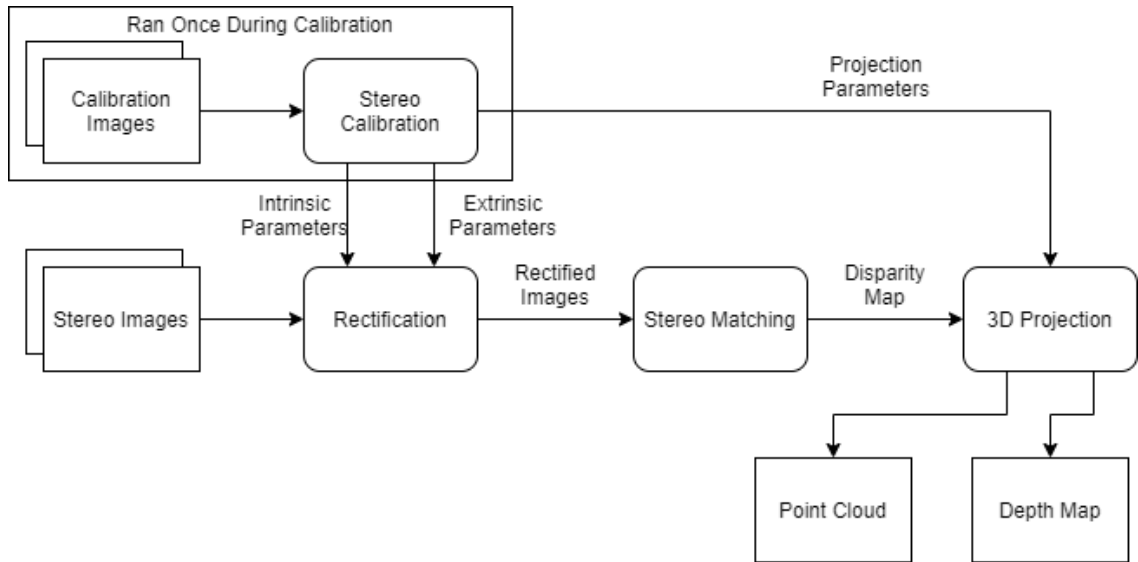 Ran Once During Calibration
Calibration
Images
Stereo
Calibration
Projection
Parameters
Intrinsic
Parameters
Extrinsic
Parameters
Stereo Images
Rectification
Rectified
Images
Stereo Matching
Disparity
Map
3D Projection
Point Cloud
Depth Map